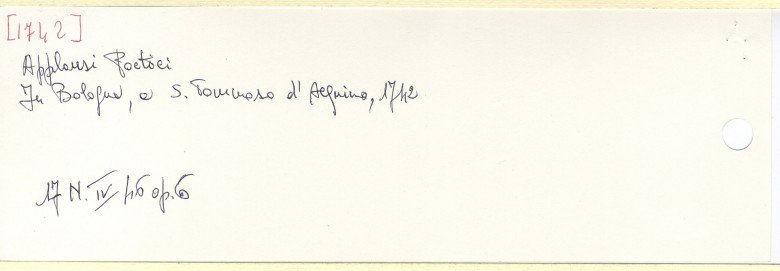 [1742]
Applausi Poetici
In Bologna, a S. Tommaso d'Aquino, 1742
17 N. IV/46 op. 6